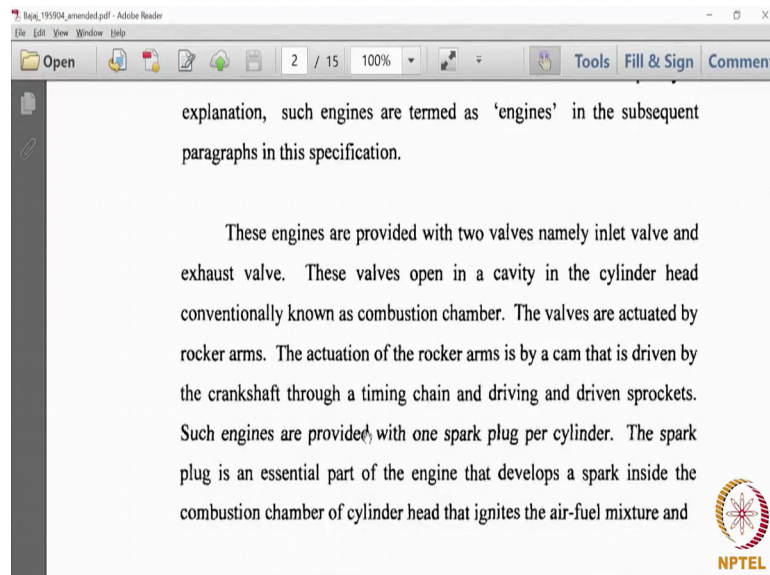 Bajaj_195904_amended.pdf - Adobe Reader
File Edit View Window Help
Open 2 / 15 100% Tools Fill & Sign Commen
explanation, such engines are termed as 'engines' in the subsequent
paragraphs in this specification.
These engines are provided with two valves namely inlet valve and
exhaust valve. These valves open in a cavity in the cylinder head
conventionally known as combustion chamber. The valves are actuated by
rocker arms. The actuation of the rocker arms is by a cam that is driven by
the crankshaft through a timing chain and driving and driven sprockets.
Such engines are provided with one spark plug per cylinder. The spark
plug is an essential part of the engine that develops a spark inside the
combustion chamber of cylinder head that ignites the air-fuel mixture and
NPTEL